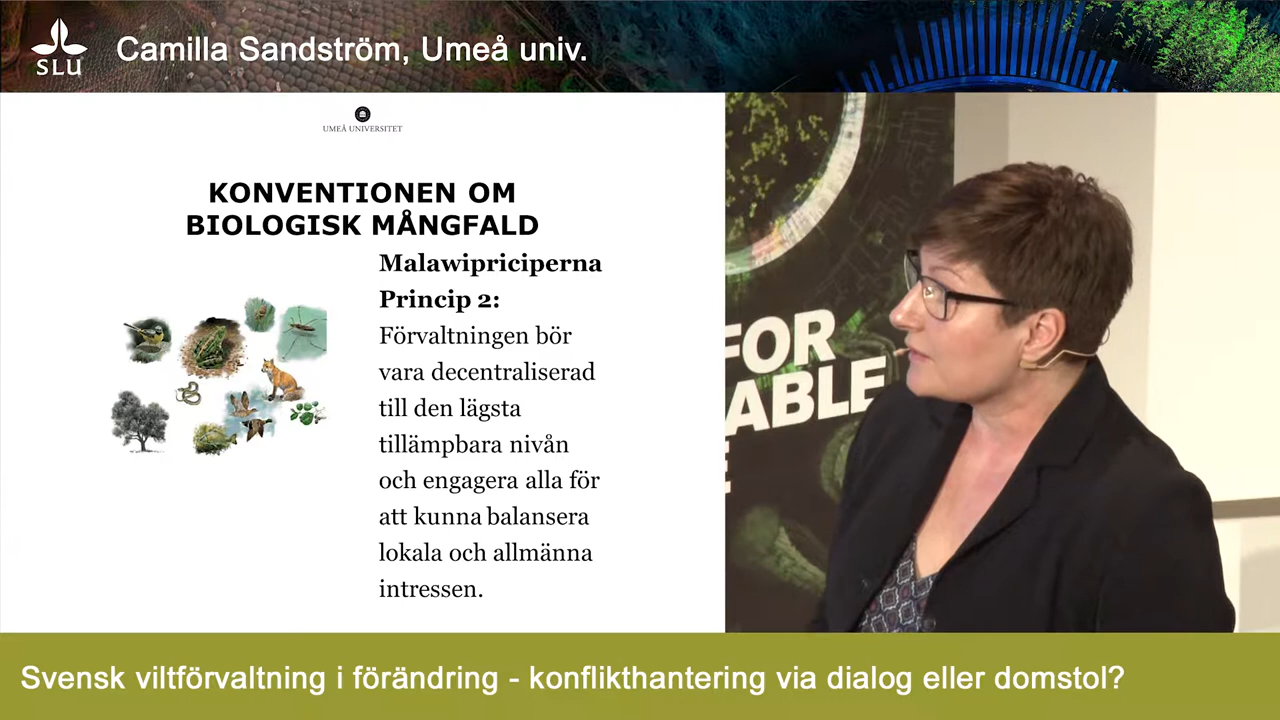 SLU
Camilla Sandström, Umeå univ.
UMEÅ UNIVERSITET
KONVENTIONEN OM
BIOLOGISK MÅNGFALD
Malawipriciperna
Princip 2:
Förvaltningen bör
vara decentraliserad
till den lägsta
tillämpbara nivån
och engagera alla för
att kunna balansera
lokala och allmänna
intressen.
FOR
ABLE
E
Svensk viltförvaltning i förändring - konflikthantering via dialog eller domstol?